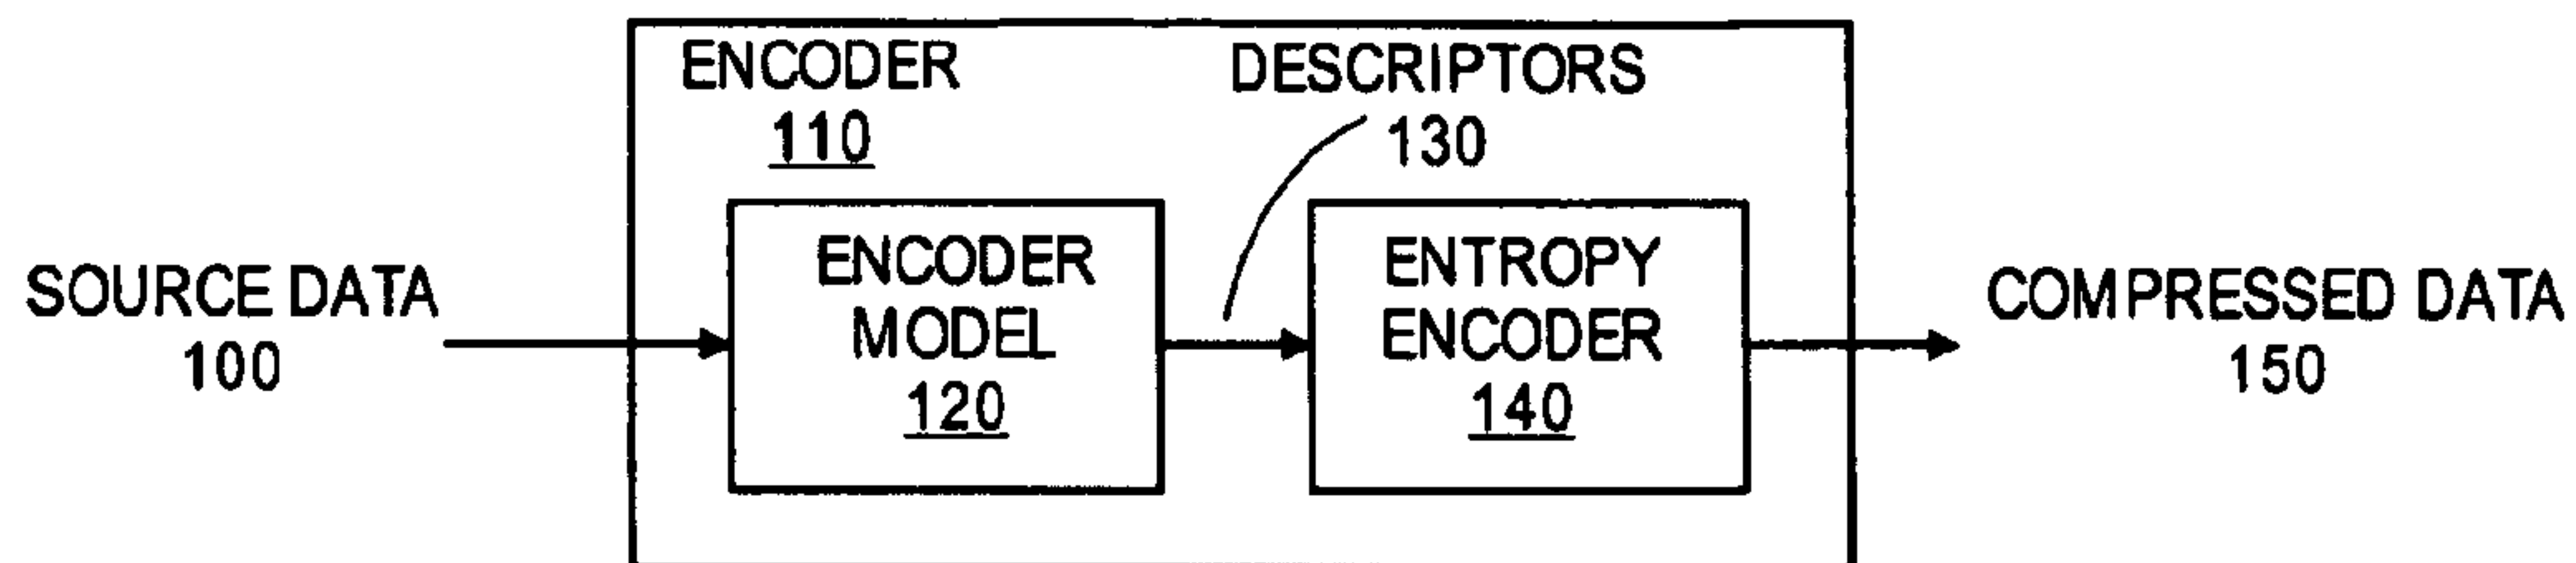 ENCODER
110
DESCRIPTORS
130
SOURCE DATA
100
ENCODER
MODEL
120
ENTROPY
ENCODER
140
COMPRESSED DATA
150